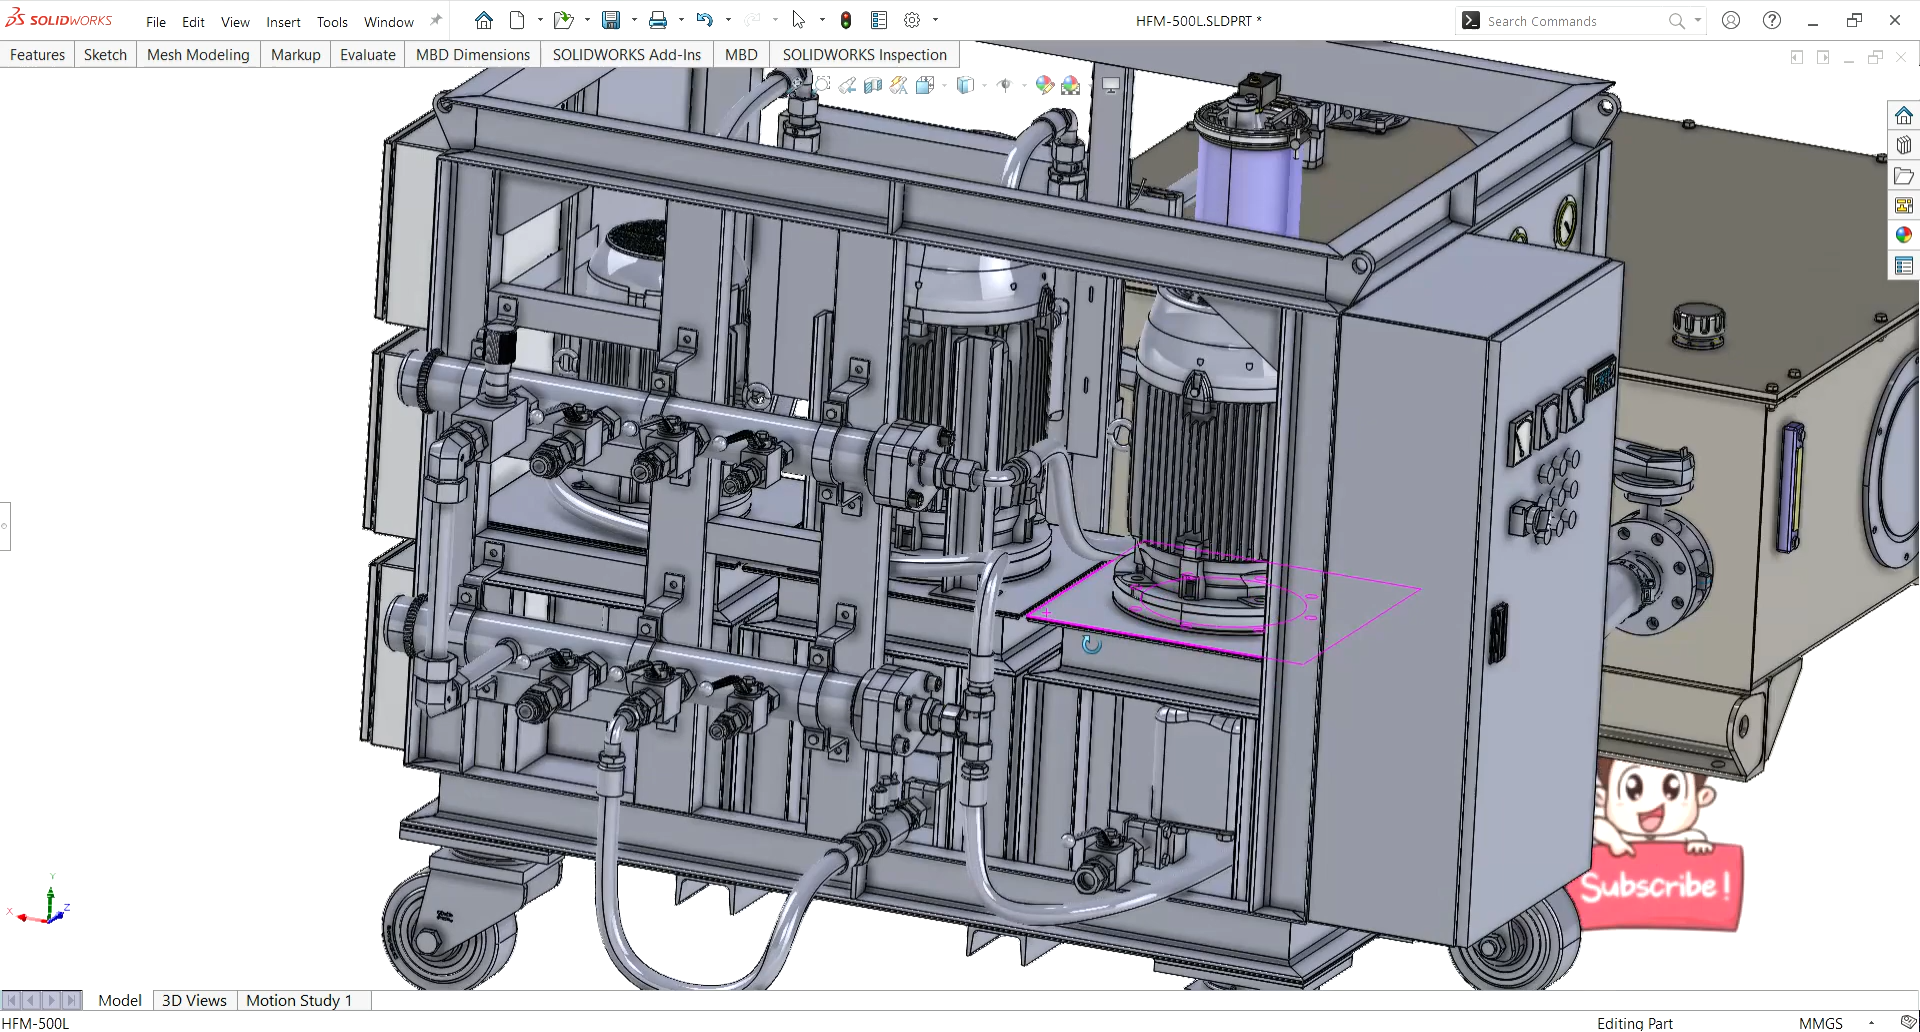 SOLIDWORKS
File Edit View Insert Tools Window
HFM-500L.SLDPRT *
Search Commands
Features Sketch Mesh Modeling Markup Evaluate MBD Dimensions SOLIDWORKS Add-Ins MBD SOLIDWORKS Inspection
Subscribe !
Y
X
Z
Model 3D Views Motion Study 1
HFM-500L
Editing Part
MMGS